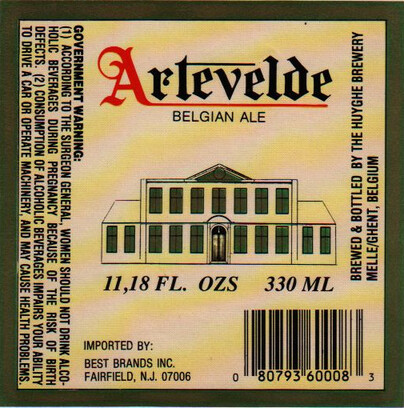 Artevelde
BELGIAN ALE
11,18 FL. OZS 330 ML
IMPORTED BY:
BEST BRANDS INC.
FAIRFIELD, N.J. 07006
0 80793 60008 3
GOVERNMENT WARNING:
(1) ACCORDING TO THE SURGEON GENERAL, WOMEN SHOULD NOT DRINK ALCO-
HOLIC BEVERAGES DURING PREGNANCY BECAUSE OF THE RISK OF BIRTH
DEFECTS. (2) CONSUMPTION OF ALCOHOLIC BEVERAGES IMPAIRS YOUR ABILITY
TO DRIVE A CAR OR OPERATE MACHINERY, AND MAY CAUSE HEALTH PROBLEMS.
BREWED & BOTTLED BY THE HUYGHE BREWERY
MELLE/GHENT, BELGIUM